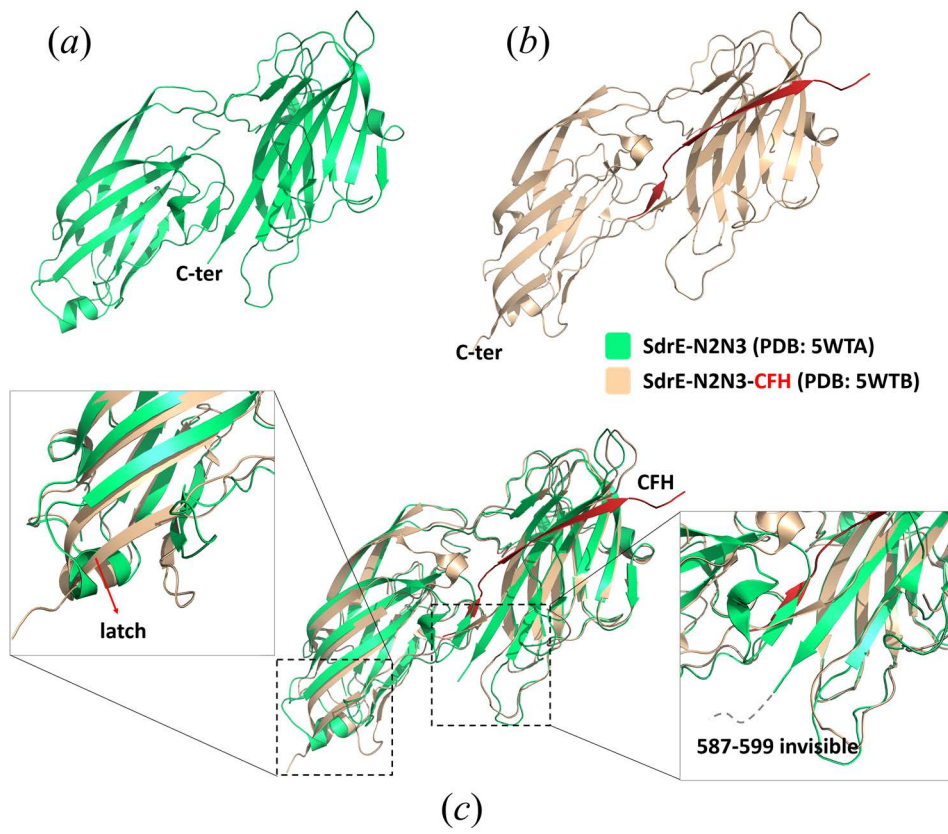 (a)
(b)
C-ter
C-ter
SdrE-N2N3 (PDB: 5WTA)
SdrE-N2N3-CFH (PDB: 5WTB)
CFH
latch
587-599 invisible
(c)